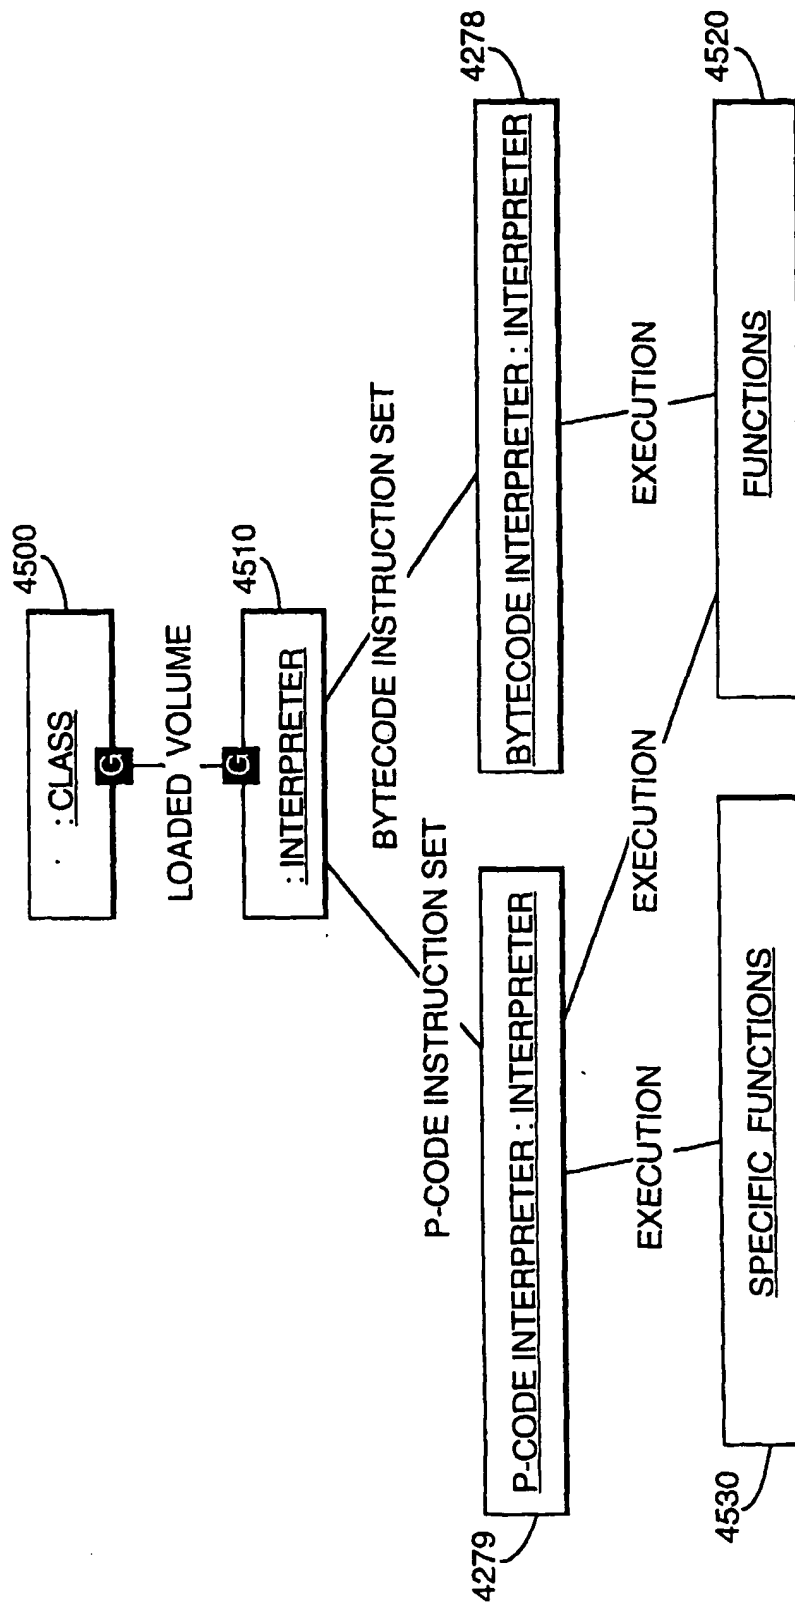 4500
: CLASS
G
LOADED VOLUME
G
4510
: INTERPRETER
P-CODE INSTRUCTION SET
BYTECODE INSTRUCTION SET
4279
P-CODE INTERPRETER : INTERPRETER
BYTECODE INTERPRETER : INTERPRETER
4278
EXECUTION
EXECUTION
EXECUTION
4530
SPECIFIC FUNCTIONS
FUNCTIONS
4520